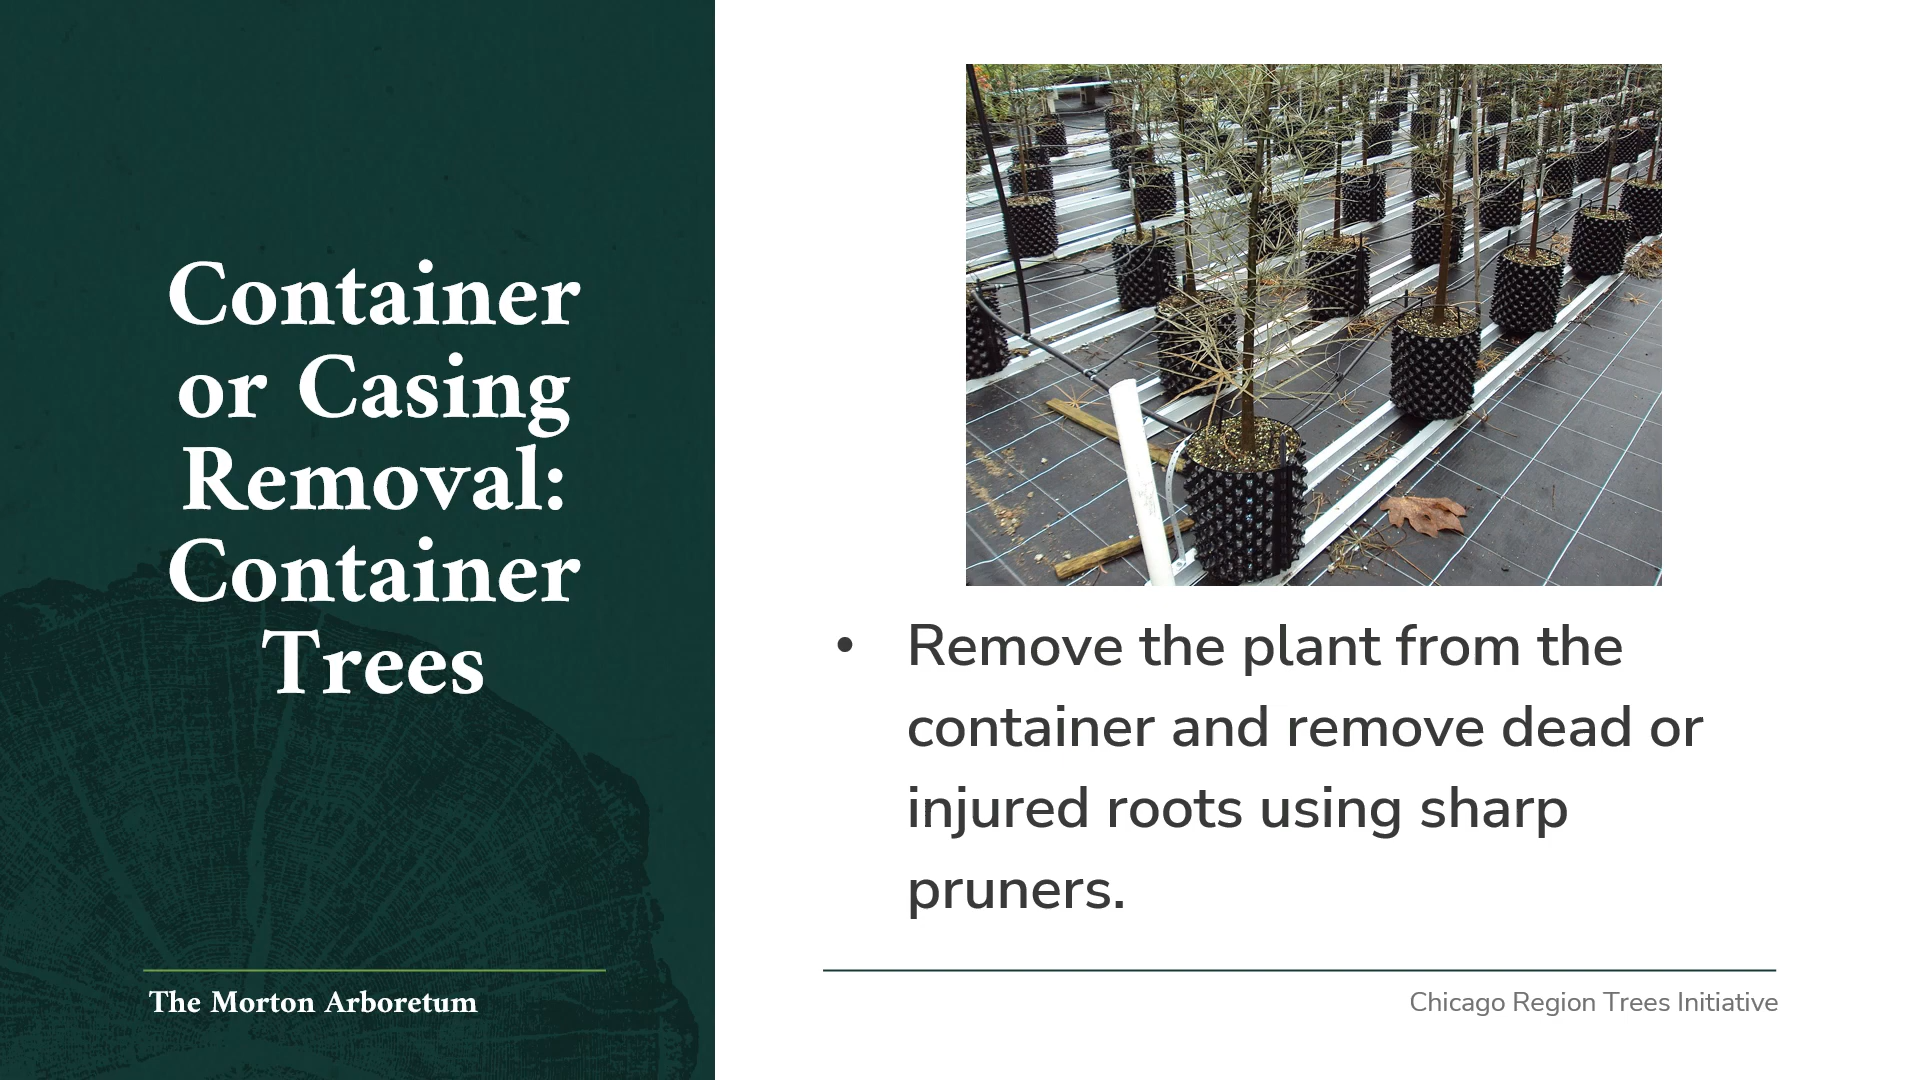 Container
or Casing
Removal:
Container
Trees
The Morton Arboretum
• Remove the plant from the
container and remove dead or
injured roots using sharp
pruners.
Chicago Region Trees Initiative